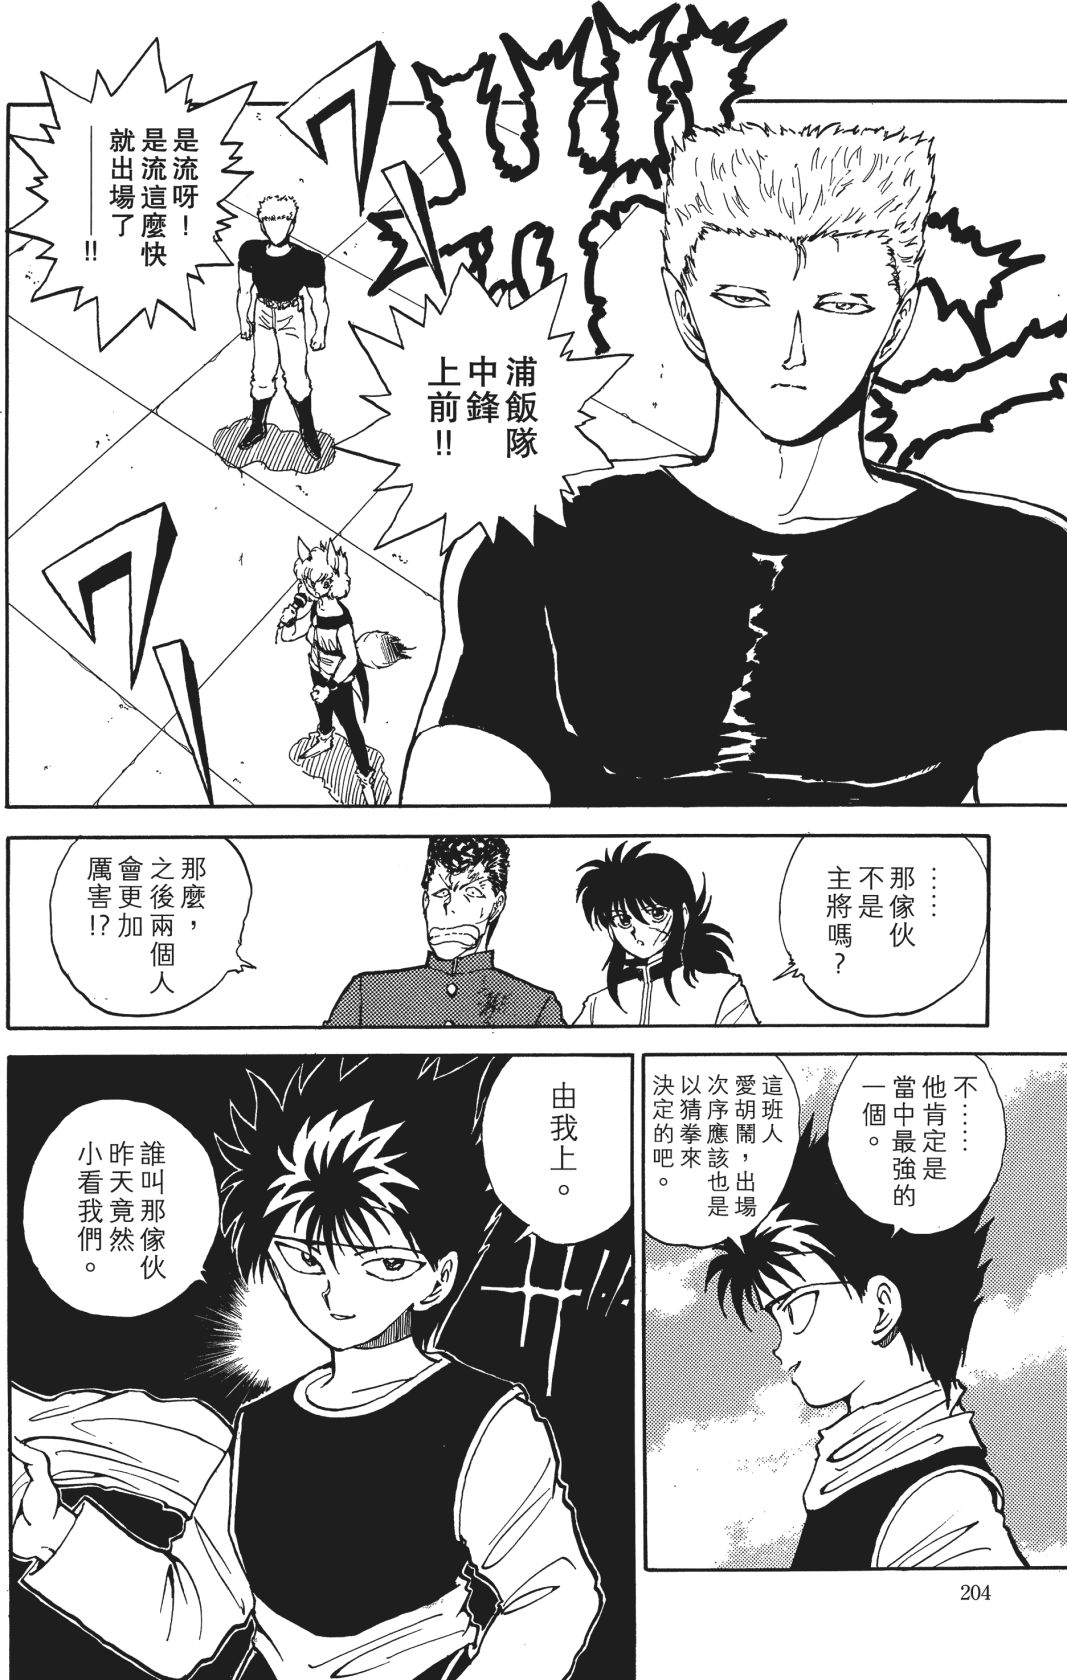 浦飯隊
中鋒
上前!!
是流呀！
是流這麼快
就出場了
——!!
……
那傢伙
不是
主將嗎？
那麼，
之後兩個人
會更加
厲害!?
不……
他肯定是
當中最強的
一個。
這班人
愛胡鬧，出場
次序應該也是
以猜拳來
決定的吧。
由我上。
誰叫那傢伙
昨天竟然
小看我們。
204